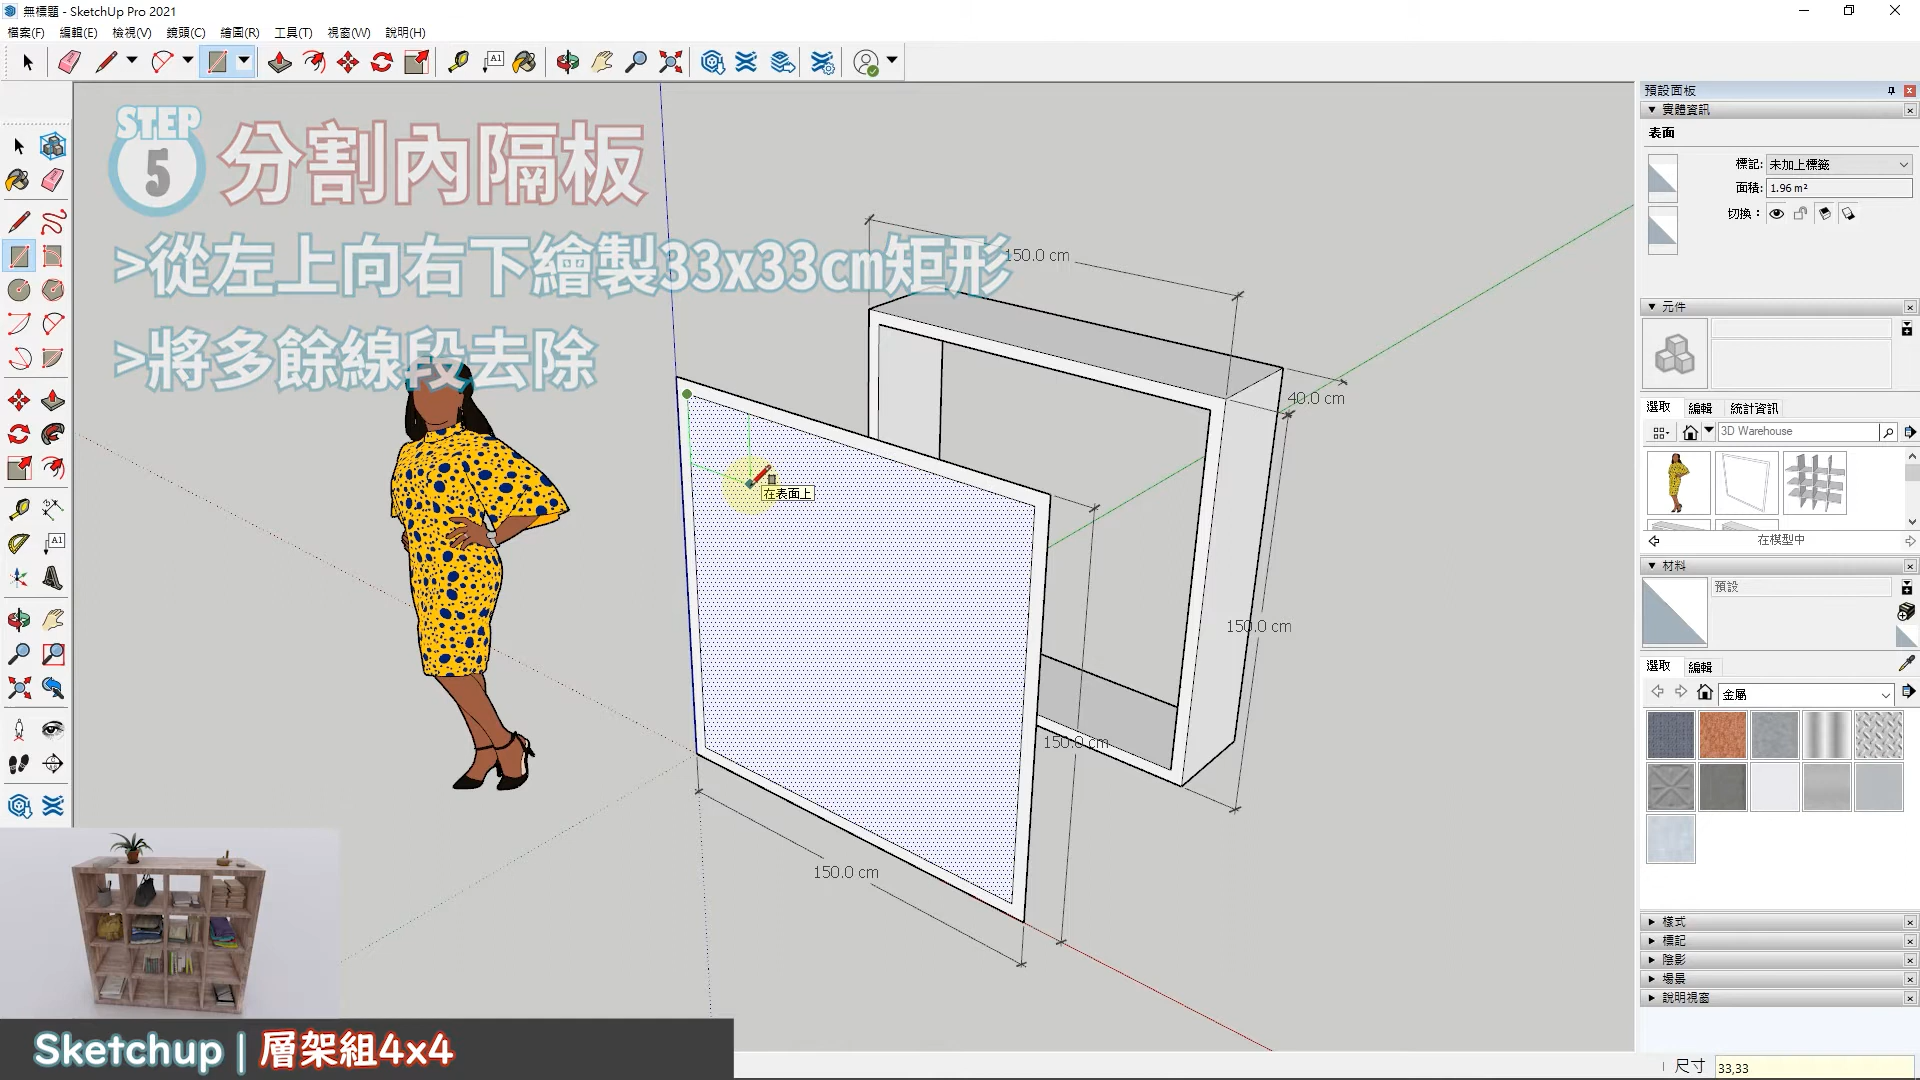 無標題 - SketchUp Pro 2021
檔案(F) 編輯(E) 檢視(V) 鏡頭(C) 繪圖(R) 工具(T) 視窗(W) 說明(H)
A1
STEP
5
分割內隔板
>從左上向右下繪製33x33cm矩形
>將多餘線段去除
150.0 cm
40.0 cm
在表面上
150.0 cm
150.0 cm
150.0 cm
A1
預設面板
實體資訊
表面
標記: 未加上標籤
面積: 1.96 m²
切換：
元件
選取 編輯 統計資訊
3D Warehouse
在模型中
材料
預設
選取 編輯
金屬
樣式
標記
陰影
場景
說明視窗
Sketchup | 層架組4x4
尺寸 33,33